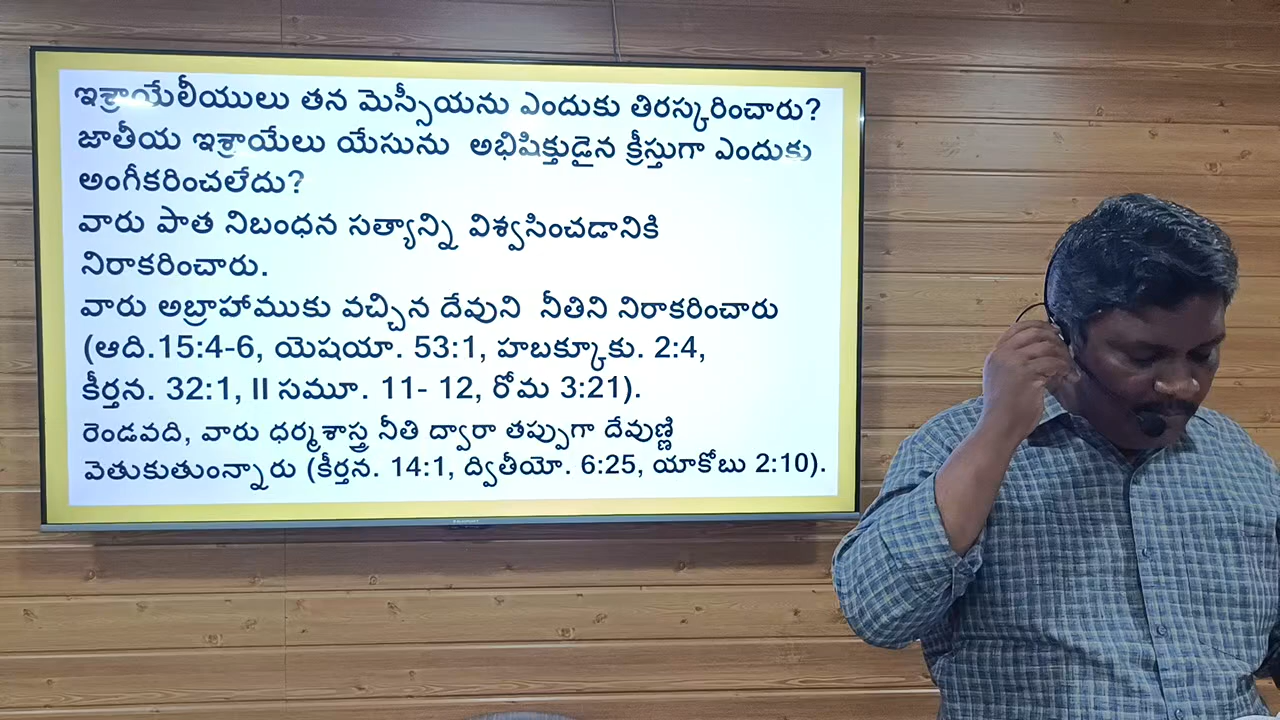 ఇశ్రాయేలీయులు తన మెస్సీయను ఎందుకు తిరస్కరించారు?
జాతీయ ఇశ్రాయేలు యేసును అభిషిక్తుడైన క్రీస్తుగా ఎందుకు
అంగీకరించలేదు?
వారు పాత నిబంధన సత్యాన్ని విశ్వసించడానికి
నిరాకరించారు.
వారు అబ్రాహాముకు వచ్చిన దేవుని నీతిని నిరాకరించారు
(ఆది.15:4-6, యెషయా. 53:1, హబక్కూకు. 2:4,
కీర్తన. 32:1, II సమూ. 11- 12, రోమ 3:21).
రెండవది, వారు ధర్మశాస్త్ర నీతి ద్వారా తప్పుగా దేవుణ్ణి
వెతుకుతుంన్నారు (కీర్తన. 14:1, ద్వితీయో. 6:25, యాకోబు 2:10).